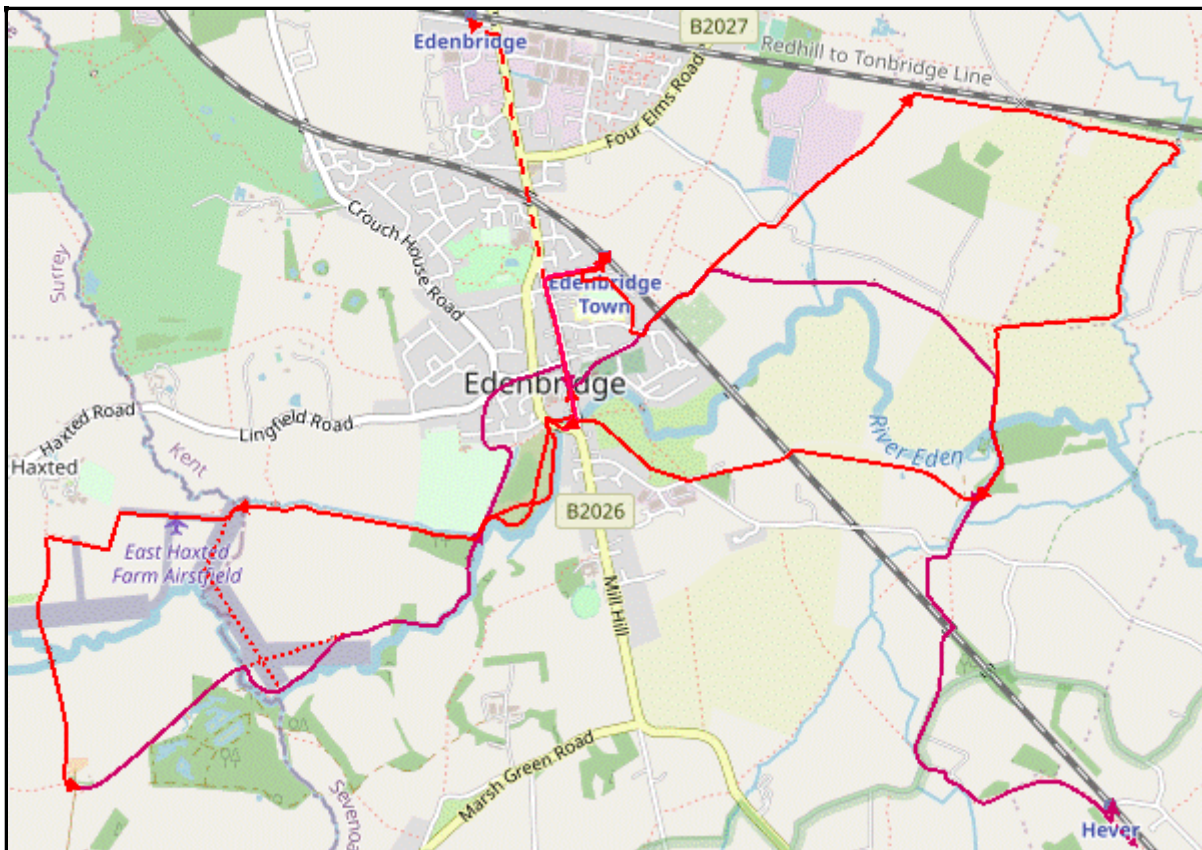 B2027
Edenbridge
Redhill to Tonbridge Line
Four Elms Road
Crouch House Road
Surrey
Edenbridge
Town
Edenbridge
Haxted Road
Lingfield Road
Haxted
Kent
River Eden
B2026
East Haxted
Farm Airstfield
Mill Hill
Marsh Green Road
Sevenoa
Hever